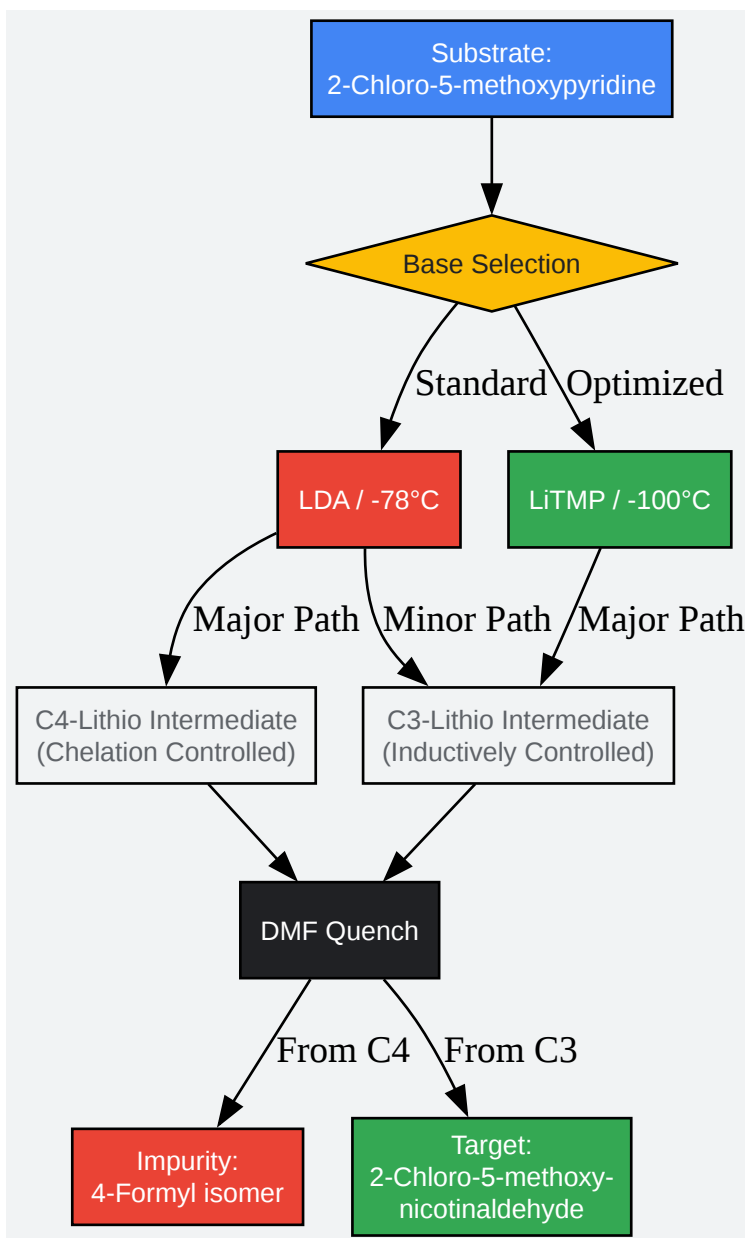 Substrate:
2-Chloro-5-methoxypyridine
Base Selection
Standard
Optimized
LDA / -78°C
LiTMP / -100°C
Major Path
Minor Path
Major Path
C4-Lithio Intermediate
(Chelation Controlled)
C3-Lithio Intermediate
(Inductively Controlled)
DMF Quench
From C4
From C3
Impurity:
4-Formyl isomer
Target:
2-Chloro-5-methoxy-
nicotinaldehyde